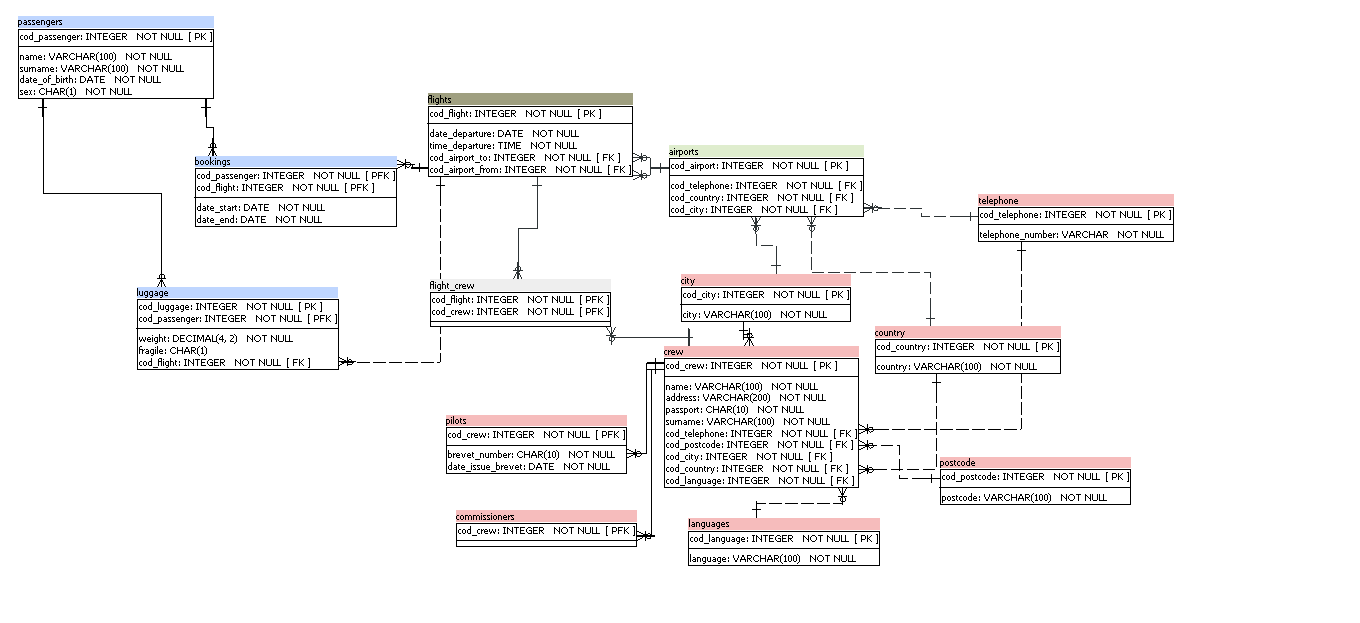 passengers
cod_passenger: INTEGER NOT NULL [ PK ]
name: VARCHAR(100) NOT NULL
surname: VARCHAR(100) NOT NULL
date_of_birth: DATE NOT NULL
sex: CHAR(1) NOT NULL
flights
cod_flight: INTEGER NOT NULL [ PK ]
date_departure: DATE NOT NULL
time_departure: TIME NOT NULL
cod_airport_to: INTEGER NOT NULL [ FK ]
cod_airport_from: INTEGER NOT NULL [ FK ]
bookings
cod_passenger: INTEGER NOT NULL [ PFK ]
cod_flight: INTEGER NOT NULL [ PFK ]
date_start: DATE NOT NULL
date_end: DATE NOT NULL
airports
cod_airport: INTEGER NOT NULL [ PK ]
cod_telephone: INTEGER NOT NULL [ FK ]
cod_country: INTEGER NOT NULL [ FK ]
cod_city: INTEGER NOT NULL [ FK ]
telephone
cod_telephone: INTEGER NOT NULL [ PK ]
telephone_number: VARCHAR NOT NULL
luggage
cod_luggage: INTEGER NOT NULL [ PK ]
cod_passenger: INTEGER NOT NULL [ PFK ]
weight: DECIMAL(4, 2) NOT NULL
fragile: CHAR(1)
cod_flight: INTEGER NOT NULL [ FK ]
flight_crew
cod_flight: INTEGER NOT NULL [ PFK ]
cod_crew: INTEGER NOT NULL [ PFK ]
city
cod_city: INTEGER NOT NULL [ PK ]
city: VARCHAR(100) NOT NULL
country
cod_country: INTEGER NOT NULL [ PK ]
country: VARCHAR(100) NOT NULL
crew
cod_crew: INTEGER NOT NULL [ PK ]
name: VARCHAR(100) NOT NULL
address: VARCHAR(200) NOT NULL
passport: CHAR(10) NOT NULL
surname: VARCHAR(100) NOT NULL
cod_telephone: INTEGER NOT NULL [ FK ]
cod_postcode: INTEGER NOT NULL [ FK ]
cod_city: INTEGER NOT NULL [ FK ]
cod_country: INTEGER NOT NULL [ FK ]
cod_language: INTEGER NOT NULL [ FK ]
pilots
cod_crew: INTEGER NOT NULL [PFK ]
brevet_number: CHAR(10) NOT NULL
date_issue_brevet: DATE NOT NULL
postcode
cod_postcode: INTEGER NOT NULL [ PK ]
postcode: VARCHAR(100) NOT NULL
commissioners
cod_crew: INTEGER NOT NULL [ PFK ]
languages
cod_language: INTEGER NOT NULL [ PK ]
language: VARCHAR(100) NOT NULL